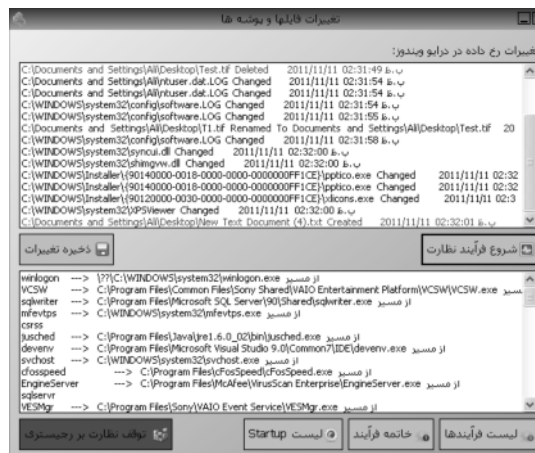 تغییرات فایلها و پوشه ها
تغییرات رخ داده در درایو ویندوز:
C:\Documents and Settings\Ali\Desktop\Test.tif Deleted 2011/11/11 02:31:49 ب.ظ
C:\Documents and Settings\Ali\ntuser.dat.LOG Changed 2011/11/11 02:31:54 ب.ظ
C:\Documents and Settings\Ali\ntuser.dat.LOG Changed 2011/11/11 02:31:54 ب.ظ
C:\WINDOWS\system32\config\software.LOG Changed 2011/11/11 02:31:54 ب.ظ
C:\WINDOWS\system32\config\software.LOG Changed 2011/11/11 02:31:55 ب.ظ
C:\Documents and Settings\Ali\Desktop\T1.tif Renamed To Documents and Settings\Ali\Desktop\Test.tif 20
C:\WINDOWS\system32\config\software.LOG Changed 2011/11/11 02:31:58 ب.ظ
C:\WINDOWS\system32\syncui.dll Changed 2011/11/11 02:32:00 ب.ظ
C:\WINDOWS\system32\shimgvw.dll Changed 2011/11/11 02:32:00 ب.ظ
C:\WINDOWS\Installer\{90140000-0018-0000-0000-0000000FF1CE}\pptico.exe Changed 2011/11/11 02:32
C:\WINDOWS\Installer\{90140000-0018-0000-0000-0000000FF1CE}\pptico.exe Changed 2011/11/11 02:32
C:\WINDOWS\Installer\{90120000-0030-0000-0000-0000000FF1CE}\xlicons.exe Changed 2011/11/11 02:3
C:\WINDOWS\system32\XPSViewer Changed 2011/11/11 02:32:00 ب.ظ
C:\Documents and Settings\Ali\Desktop\New Text Document (4).txt Created 2011/11/11 02:32:01 ب.ظ
شروع فرآیند نظارت
ذخیره تغییرات
winlogon ---> \??\C:\WINDOWS\system32\winlogon.exe از مسیر
VCSW ---> C:\Program Files\Common Files\Sony Shared\VAIO Entertainment Platform\VCSW\VCSW.exe از مسیر
sqlwriter ---> C:\Program Files\Microsoft SQL Server\90\Shared\sqlwriter.exe از مسیر
mfevtps ---> C:\WINDOWS\system32\mfevtps.exe از مسیر
csrss
jusched ---> C:\Program Files\Java\jre1.6.0_02\bin\jusched.exe از مسیر
devenv ---> C:\Program Files\Microsoft Visual Studio 9.0\Common7\IDE\devenv.exe از مسیر
svchost ---> C:\WINDOWS\system32\svchost.exe از مسیر
cfosspeed ---> C:\Program Files\cFosSpeed\cFosSpeed.exe از مسیر
EngineServer ---> C:\Program Files\McAfee\VirusScan Enterprise\EngineServer.exe از مسیر
sqlservr
VESMgr ---> C:\Program Files\Sony\VAIO Event Service\VESMgr.exe از مسیر
لیست فرآیندها
خاتمه فرآیند
لیست Startup
توقف نظارت بر رجیستری